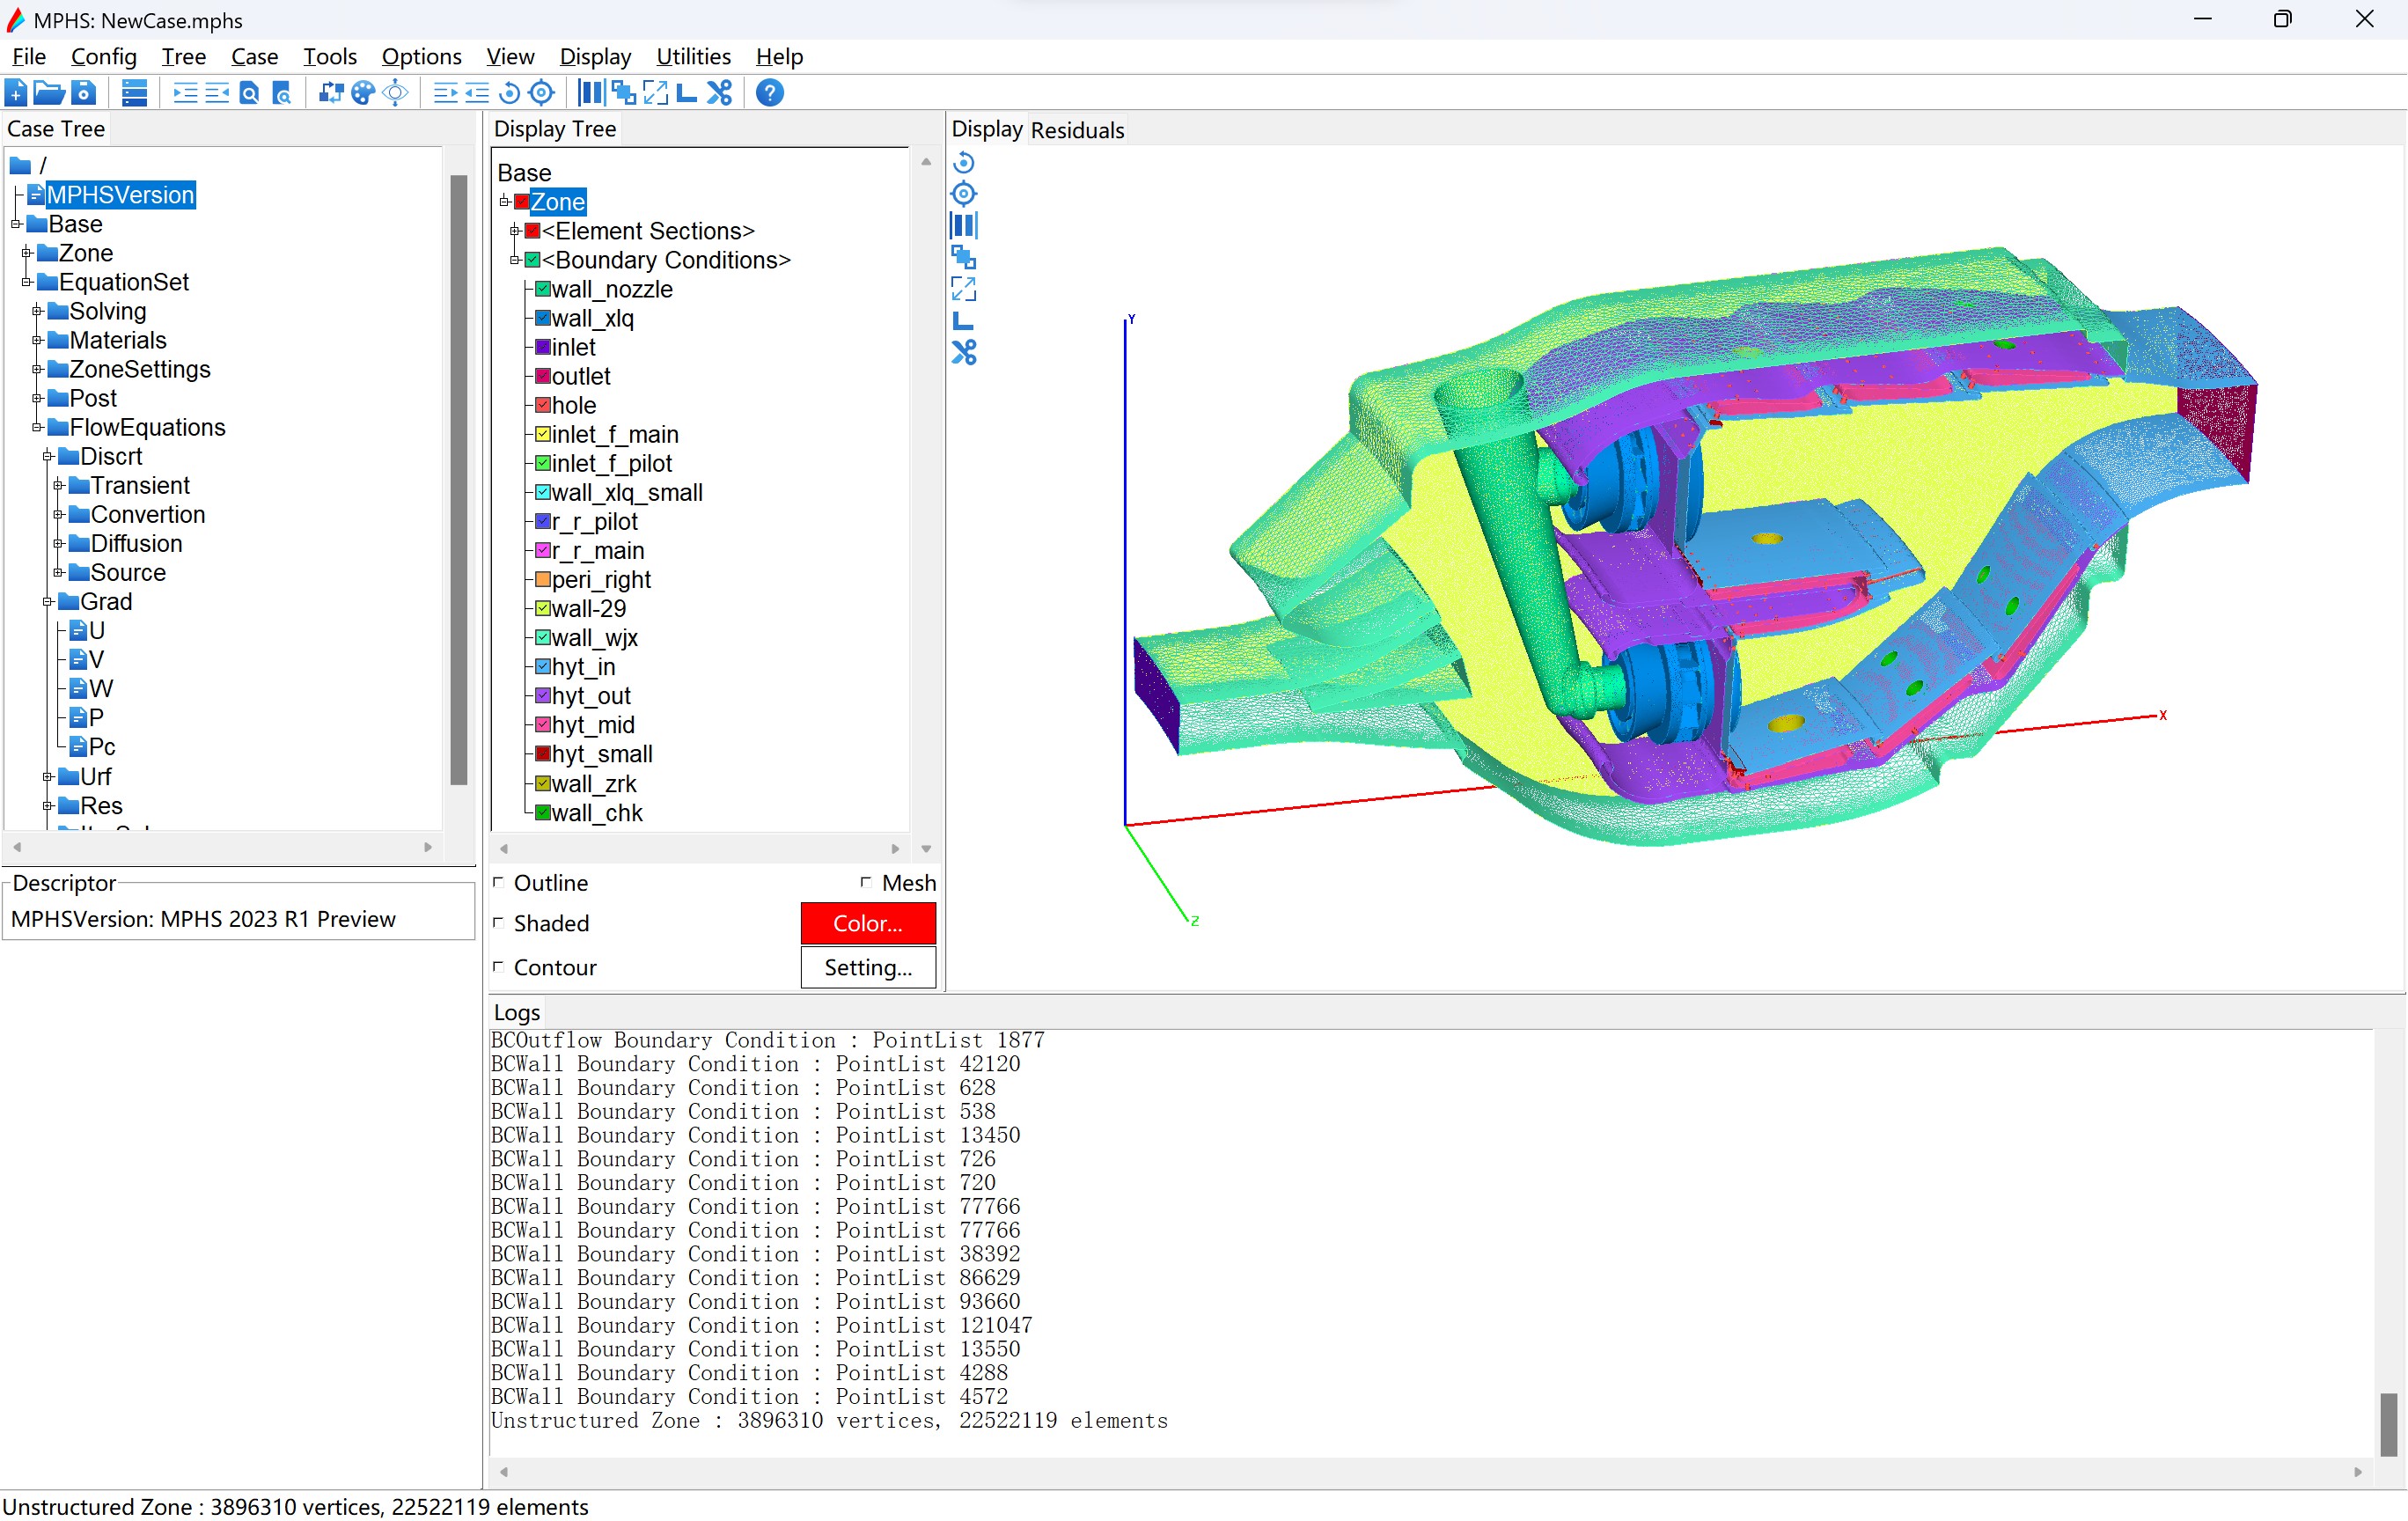 MPHS: NewCase.mphs
File Config Tree Case Tools Options View Display Utilities Help
Case Tree
/
MPHSVersion
Base
Zone
EquationSet
Solving
Materials
ZoneSettings
Post
FlowEquations
Discrt
Transient
Convertion
Diffusion
Source
Grad
U
V
W
P
Pc
Urf
Res
Descriptor
MPHSVersion: MPHS 2023 R1 Preview
Display Tree
Base
Zone
<Element Sections>
<Boundary Conditions>
wall_nozzle
wall_xlq
inlet
outlet
hole
inlet_f_main
inlet_f_pilot
wall_xlq_small
r_r_pilot
r_r_main
peri_right
wall-29
wall_wjx
hyt_in
hyt_out
hyt_mid
hyt_small
wall_zrk
wall_chk
Outline Mesh
Shaded Color...
Contour Setting...
Display Residuals
Y
X
Z
Logs
BCOutflow Boundary Condition : PointList 1877
BCWall Boundary Condition : PointList 42120
BCWall Boundary Condition : PointList 628
BCWall Boundary Condition : PointList 538
BCWall Boundary Condition : PointList 13450
BCWall Boundary Condition : PointList 726
BCWall Boundary Condition : PointList 720
BCWall Boundary Condition : PointList 77766
BCWall Boundary Condition : PointList 77766
BCWall Boundary Condition : PointList 38392
BCWall Boundary Condition : PointList 86629
BCWall Boundary Condition : PointList 93660
BCWall Boundary Condition : PointList 121047
BCWall Boundary Condition : PointList 13550
BCWall Boundary Condition : PointList 4288
BCWall Boundary Condition : PointList 4572
Unstructured Zone : 3896310 vertices, 22522119 elements
Unstructured Zone : 3896310 vertices, 22522119 elements